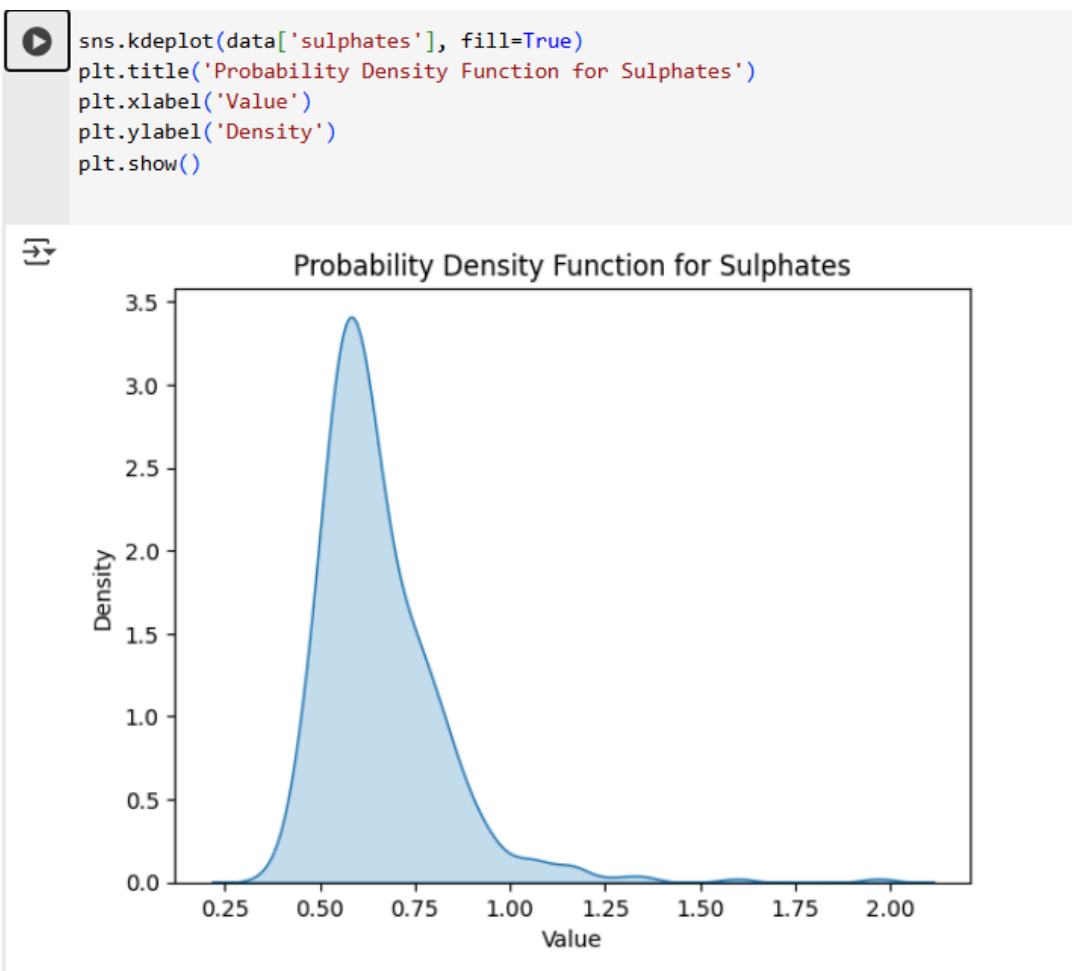 sns.kdeplot(data['sulphates'], fill=True)
plt.title('Probability Density Function for Sulphates')
plt.xlabel('Value')
plt.ylabel('Density')
plt.show()
Probability Density Function for Sulphates
3.5
3.0
2.5
2.0
1.5
1.0
0.5
0.0
Density
0.25 0.50 0.75 1.00 1.25 1.50 1.75 2.00
Value